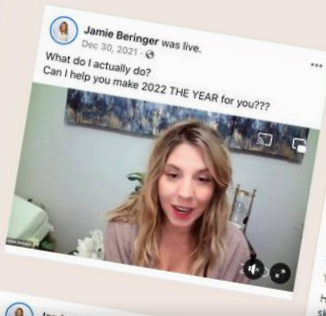 Jamie Beringer was live.
Dec 30, 2021
What do I actually do?
Can I help you make 2022 THE YEAR for you???